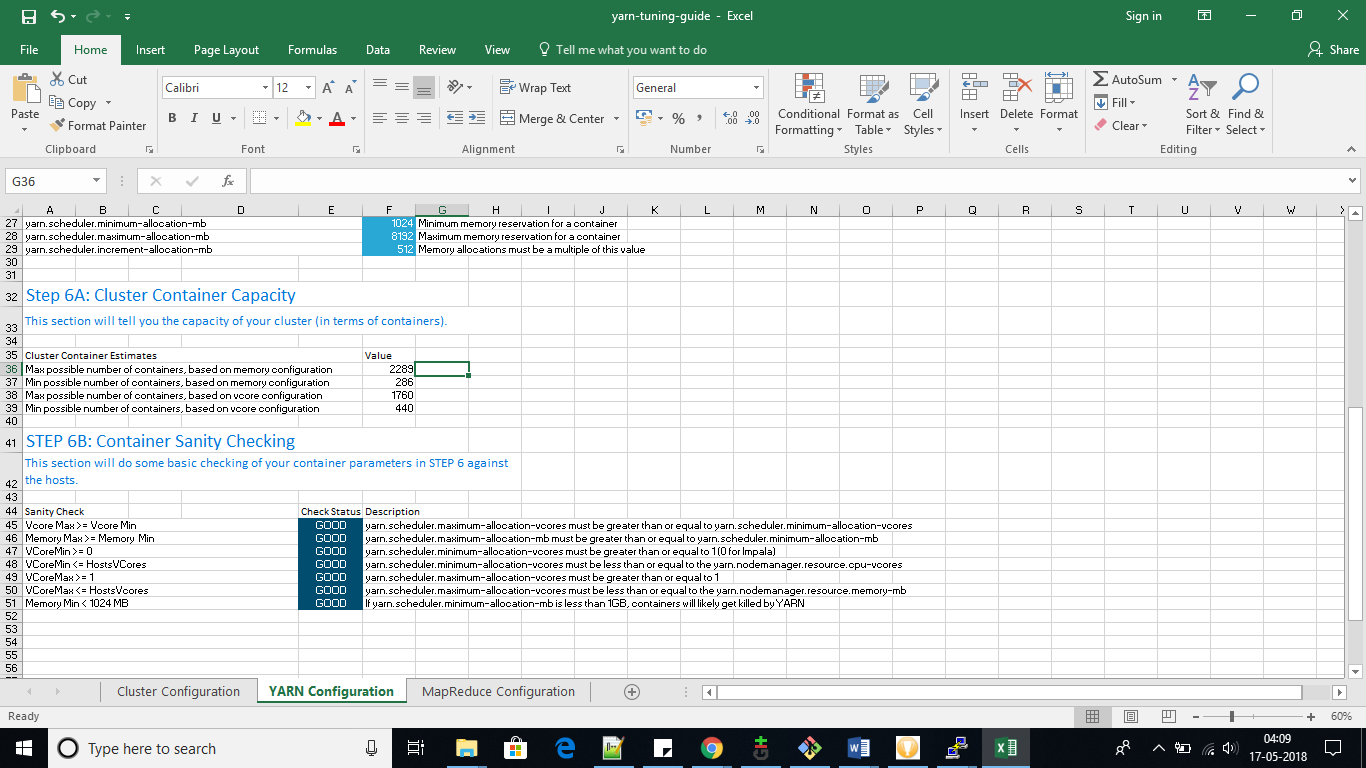 yarn-tuning-guide - Excel
Sign in
File Home Insert Page Layout Formulas Data Review View Tell me what you want to do Share
Cut
Copy
Format Painter
Paste
Clipboard
Calibri 12
A A
B I U A
Font
Wrap Text
Merge & Center
Alignment
General
% , .0 .00 .00 .0
Number
Conditional Formatting Format as Table Cell Styles
Styles
Insert Delete Format
Cells
AutoSum
Fill
Clear
Sort & Filter Find & Select
Editing
G36 fx
A B C D E F G H I J K L M N O P Q R S T U V W
27 yarn.scheduler.minimum-allocation-mb 1024 Minimum memory reservation for a container
28 yarn.scheduler.maximum-allocation-mb 8192 Maximum memory reservation for a container
29 yarn.scheduler.increment-allocation-mb 512 Memory allocations must be a multiple of this value
30
31
32 Step 6A: Cluster Container Capacity
33 This section will tell you the capacity of your cluster (in terms of containers).
34
35 Cluster Container Estimates Value
36 Max possible number of containers, based on memory configuration 2289
37 Min possible number of containers, based on memory configuration 286
38 Max possible number of containers, based on vcore configuration 1760
39 Min possible number of containers, based on vcore configuration 440
40
41 STEP 6B: Container Sanity Checking
This section will do some basic checking of your container parameters in STEP 6 against
42 the hosts.
43
44 Sanity Check Check Status Description
45 Vcore Max >= Vcore Min GOOD yarn.scheduler.maximum-allocation-vcores must be greater than or equal to yarn.scheduler.minimum-allocation-vcores
46 Memory Max >= Memory Min GOOD yarn.scheduler.maximum-allocation-mb must be greater than or equal to yarn.scheduler.minimum-allocation-mb
47 VCoreMin >= 0 GOOD yarn.scheduler.minimum-allocation-vcores must be greater than or equal to 1 (0 for Impala)
48 VCoreMin <= HostsVCores GOOD yarn.scheduler.minimum-allocation-vcores must be less than or equal to the yarn.nodemanager.resource.cpu-vcores
49 VCoreMax >= 1 GOOD yarn.scheduler.maximum-allocation-vcores must be greater than or equal to 1
50 VCoreMax <= HostsVcores GOOD yarn.scheduler.maximum-allocation-vcores must be less than or equal to the yarn.nodemanager.resource.memory-mb
51 Memory Min < 1024 MB GOOD If yarn.scheduler.minimum-allocation-mb is less than 1GB, containers will likely get killed by YARN
52
53
54
55
56
Cluster Configuration YARN Configuration MapReduce Configuration
Ready 60%
Type here to search
04:09
17-05-2018